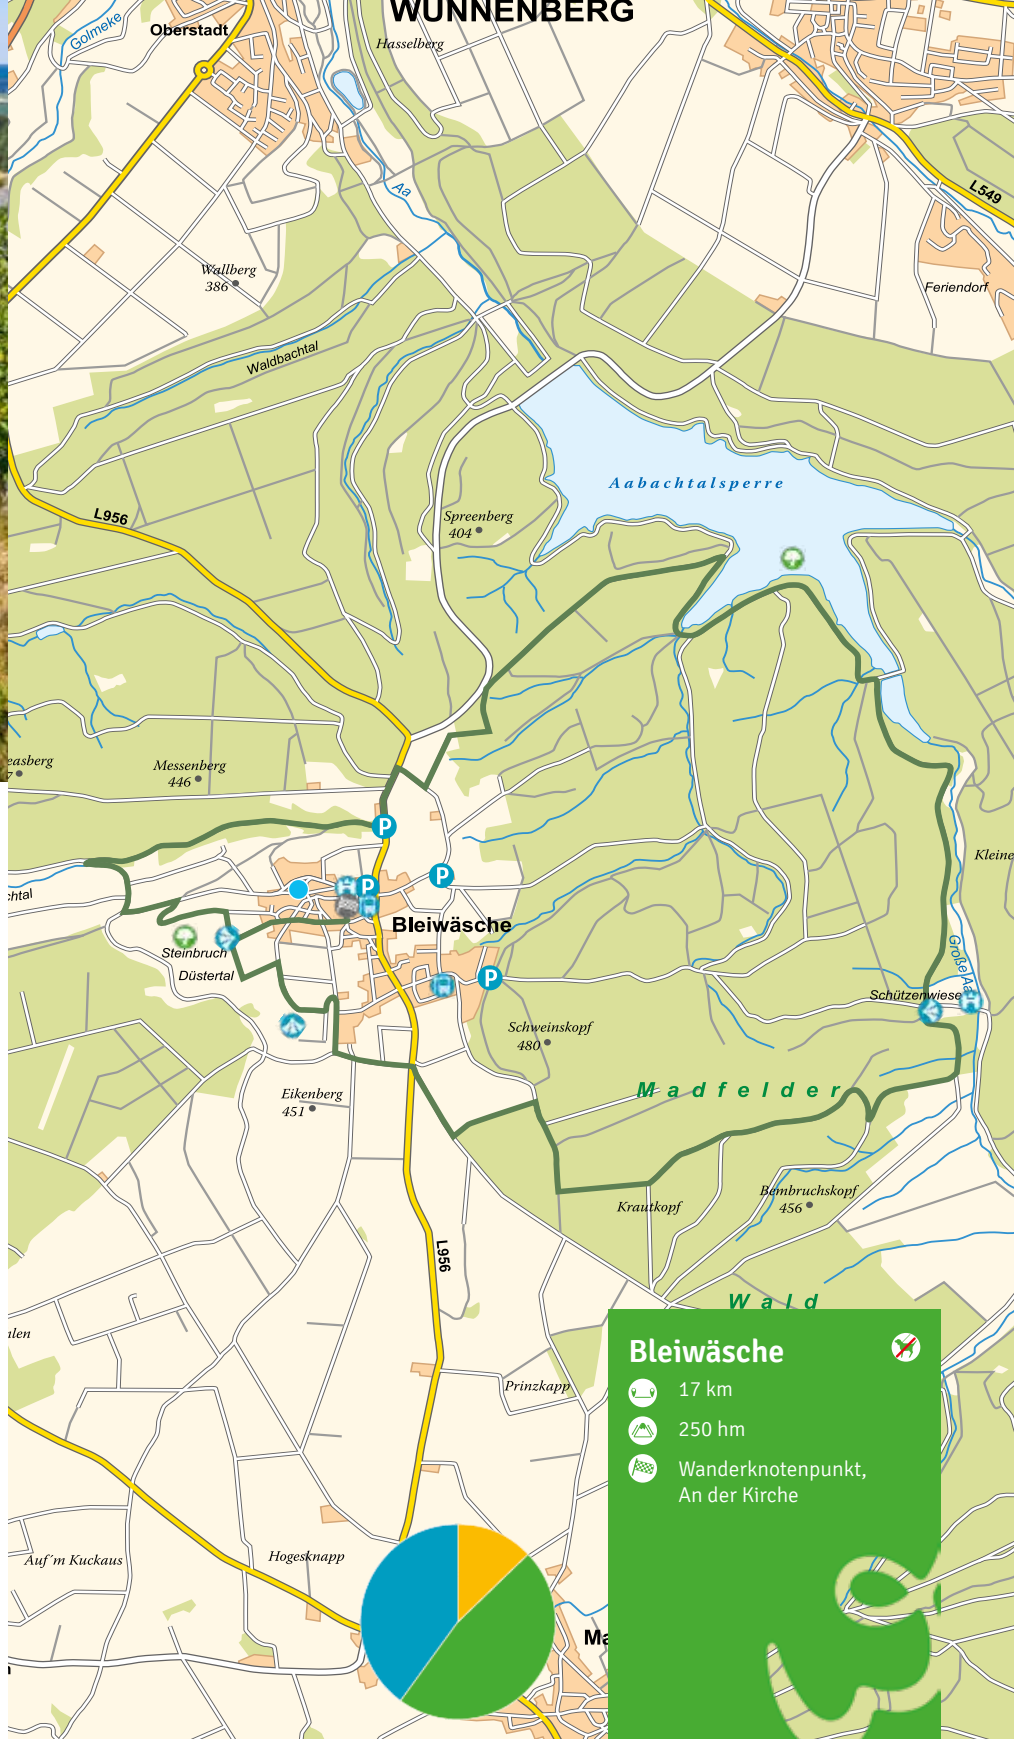 WÜNNENBERG
Golmeke
Oberstadt
Hasselberg
Aa
L549
Wallberg
386
Feriendorf
Waldbachtal
Aabachtalsperre
L956
Spreenberg
404
Messenberg
446
easberg
7
P
P
P
Kleine
chtal
Bleiwäsche
Steinbruch
Düstertal
P
Große Aa
Schützenwiese
Schweinskopf
480
Madfelder
Eikenberg
451
Krautkopf
Bembruchskopf
456
L956
Wald
Prinzkapp
Bleiwäsche
17 km
250 hm
Wanderknotenpunkt,
An der Kirche
Auf´m Kuckaus
Hogesknapp
Ma